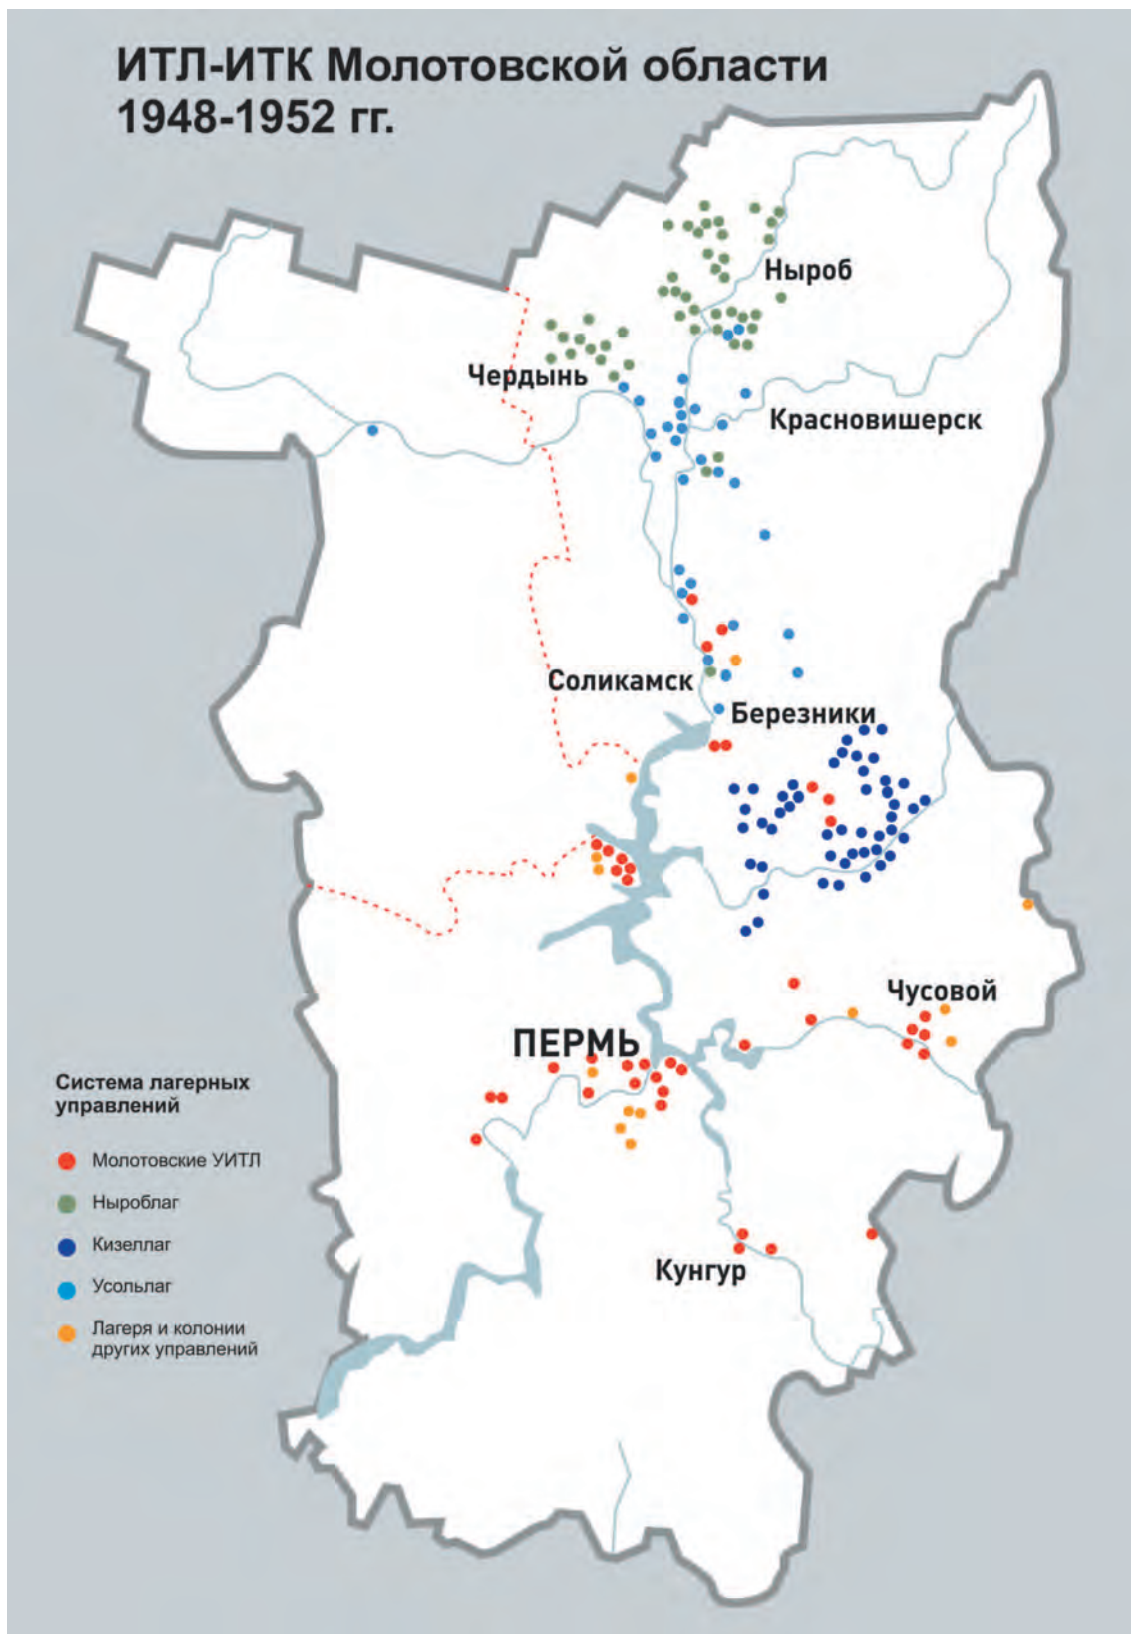 ИТЛ-ИТК Молотовской области
1948-1952 гг.
Ныроб
Чердынь
Красновишерск
Соликамск
Березники
Чусовой
ПЕРМЬ
Кунгур
Система лагерных
управлений
Молотовские УИТЛ
Ныроблаг
Кизеллаг
Усольлаг
Лагеря и колонии
других управлений